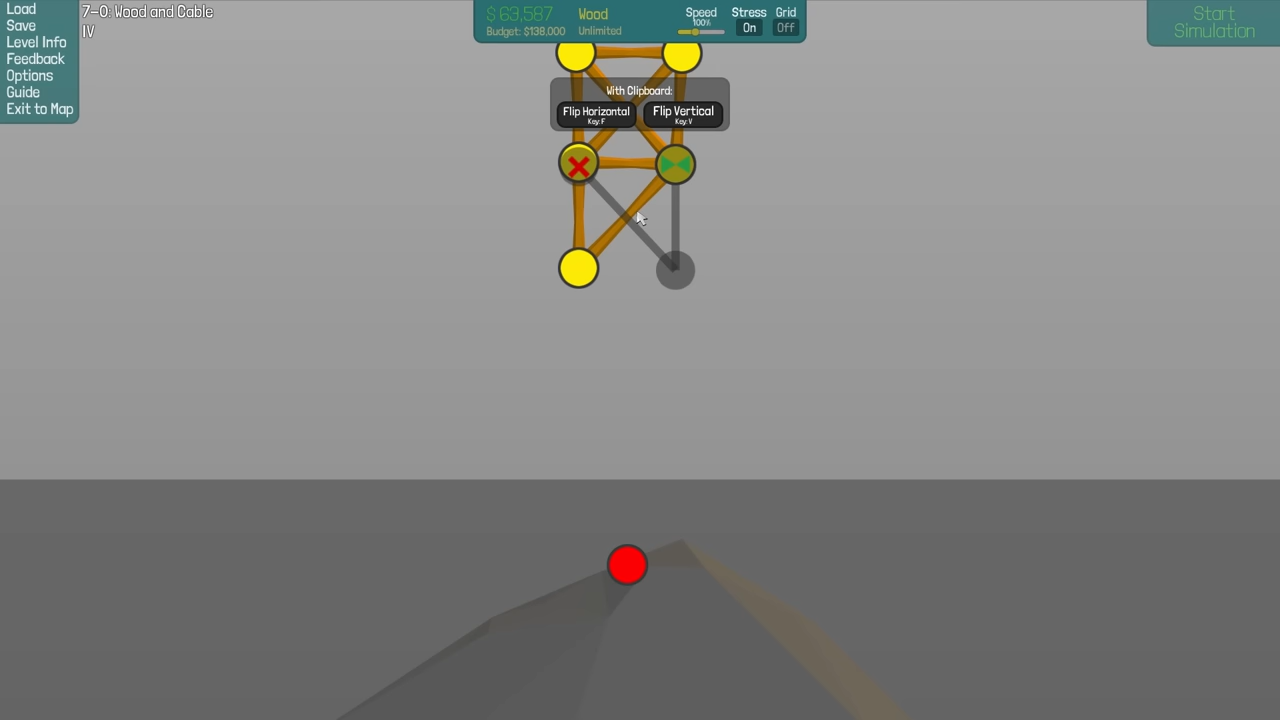 Load
Save
Level Info
Feedback
Options
Guide
Exit to Map
7-0: Wood and Cable
IV
$ 63,587
Budget: $138,000
Wood
Unlimited
Speed
100%
Stress
On
Grid
Off
Start
Simulation
With Clipboard:
Flip Horizontal
Key: F
Flip Vertical
Key: V